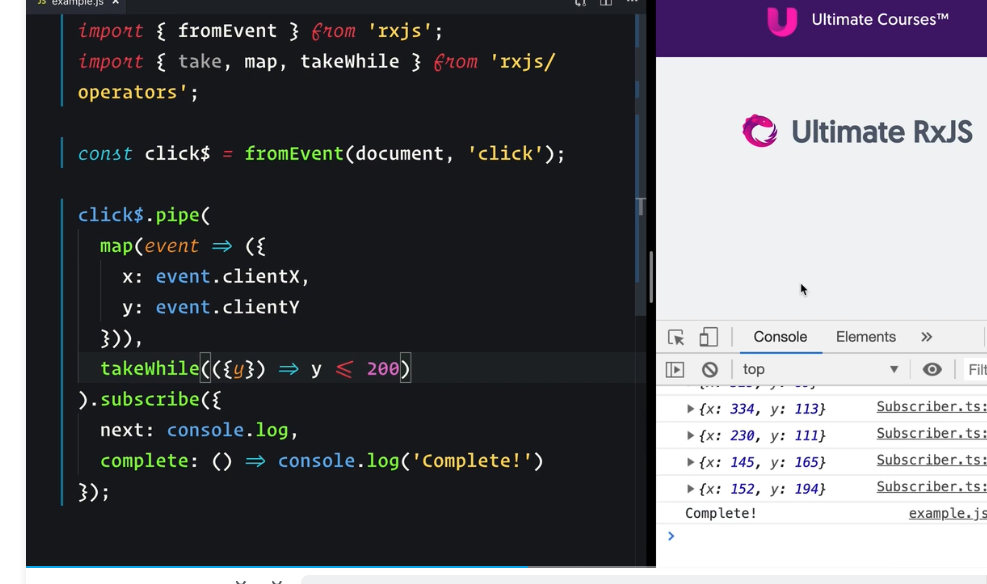 JS example.js ×
import { fromEvent } from 'rxjs';
import { take, map, takeWhile } from 'rxjs/
operators';
const click$ = fromEvent(document, 'click');
click$.pipe(
map(event ⇒ ({
x: event.clientX,
y: event.clientY
})),
takeWhile(({y}) ⇒ y ≤ 200)
).subscribe({
next: console.log,
complete: () ⇒ console.log('Complete!')
});
Ultimate Courses™
Ultimate RxJS
Console Elements »
top ▼ Filt
{x: 334, y: 113} Subscriber.ts:
{x: 230, y: 111} Subscriber.ts:
{x: 145, y: 165} Subscriber.ts:
{x: 152, y: 194} Subscriber.ts:
Complete! example.js